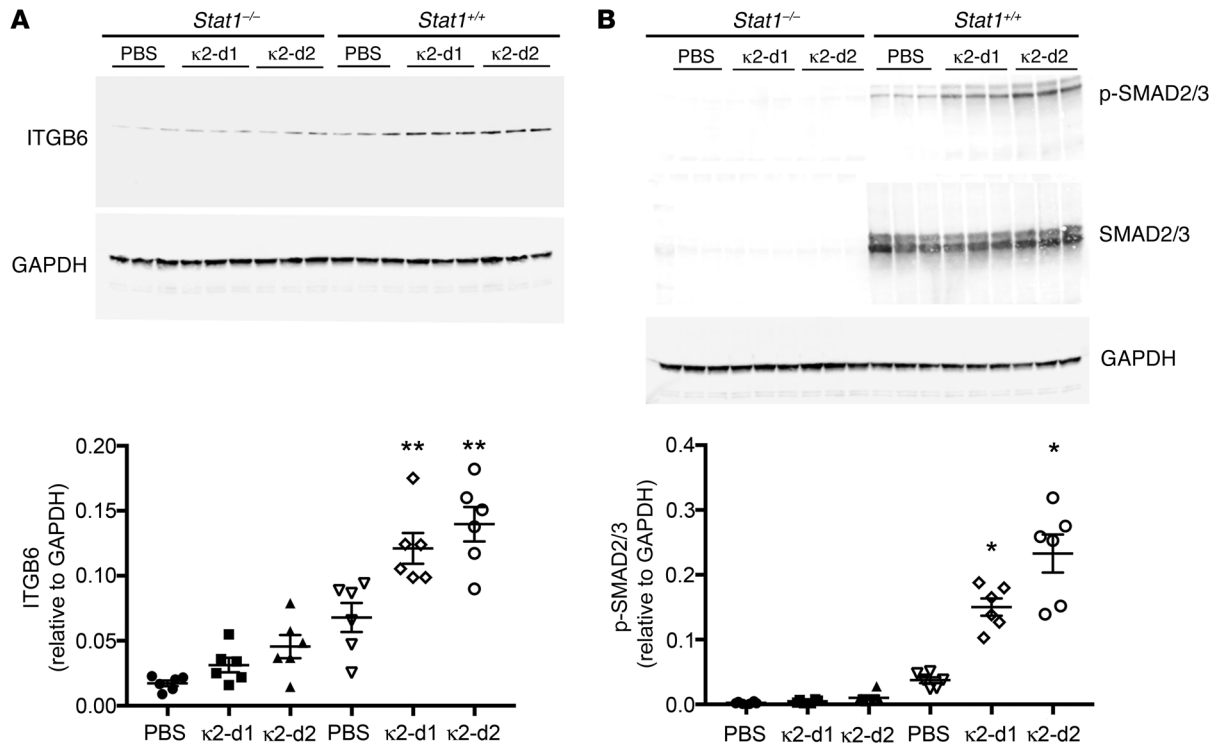 A
Stat1–/–
Stat1+/+
PBS κ2-d1 κ2-d2 PBS κ2-d1 κ2-d2
ITGB6
GAPDH
0.20
0.15
0.10
0.05
0.00
ITGB6
(relative to GAPDH)
** **
PBS κ2-d1 κ2-d2 PBS κ2-d1 κ2-d2
B
Stat1–/–
Stat1+/+
PBS κ2-d1 κ2-d2 PBS κ2-d1 κ2-d2
p-SMAD2/3
SMAD2/3
GAPDH
0.4
0.3
0.2
0.1
0.0
p-SMAD2/3
(relative to GAPDH)
* *
PBS κ2-d1 κ2-d2 PBS κ2-d1 κ2-d2